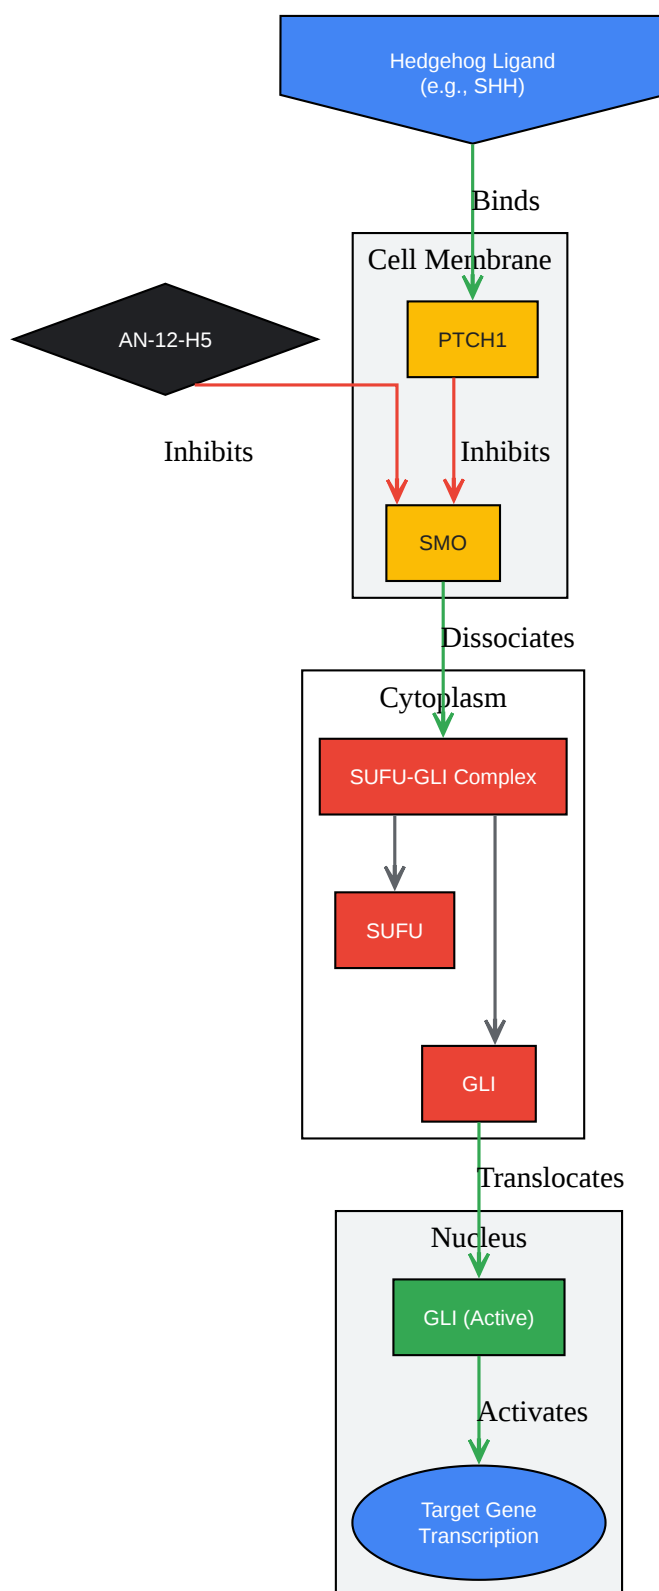 Hedgehog Ligand
(e.g., SHH)
Binds
Cell Membrane
AN-12-H5
PTCH1
Inhibits
Inhibits
SMO
Dissociates
Cytoplasm
SUFU-GLI Complex
SUFU
GLI
Translocates
Nucleus
GLI (Active)
Activates
Target Gene
Transcription